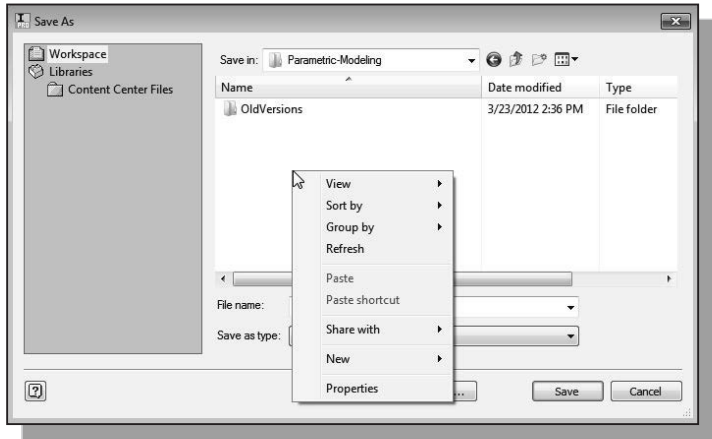 Save As
Workspace
Libraries
Content Center Files
Save in: Parametric-Modeling
Name Date modified Type
OldVersions 3/23/2012 2:36 PM File folder
View
Sort by
Group by
Refresh
Paste
Paste shortcut
File name:
Save as type:
Share with
New
Properties
... Save Cancel